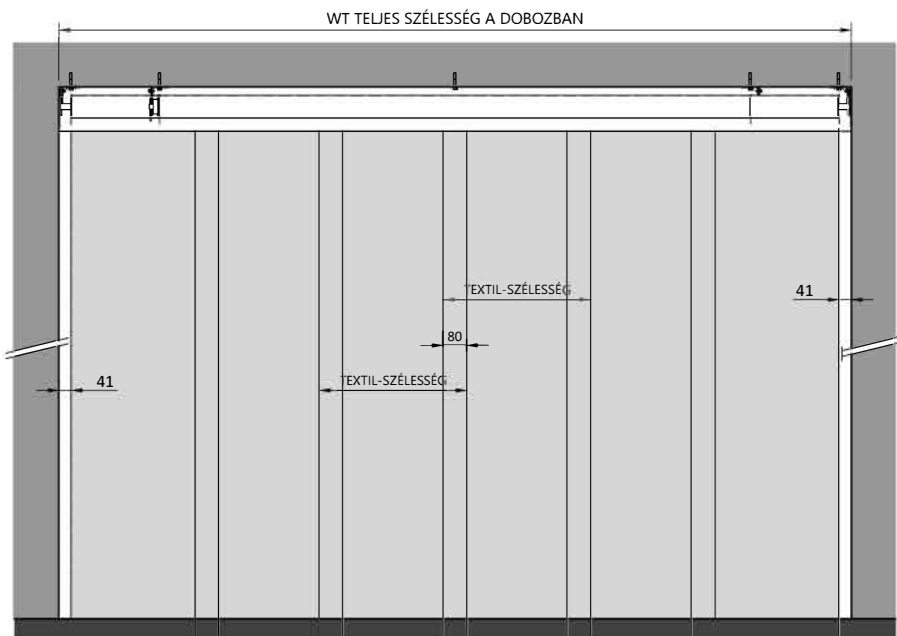 WT TELJES SZÉLESSÉG A DOBOZBAN
TEXTIL-SZÉLESSÉG
41
80
TEXTIL-SZÉLESSÉG
41